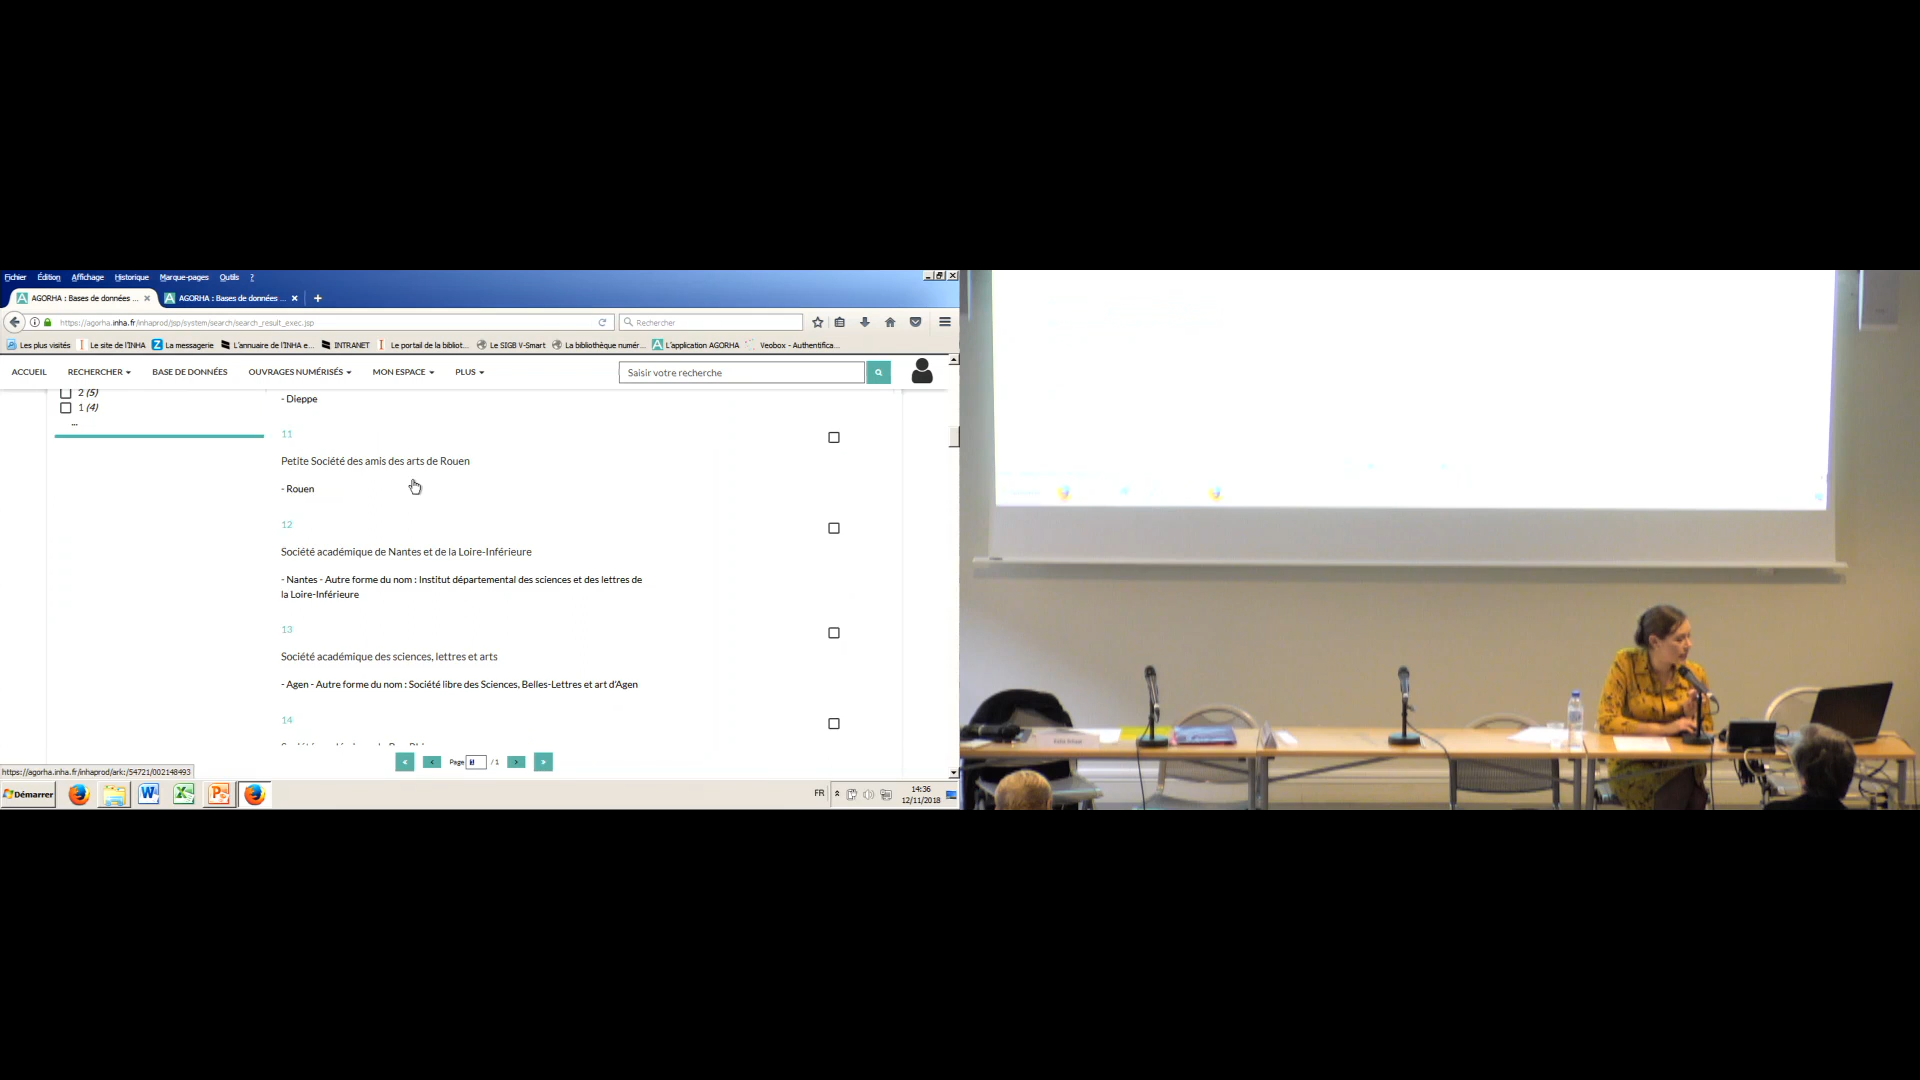 Fichier Édition Affichage Historique Marque-pages Outils ?
AGORHA : Bases de données ... AGORHA : Bases de données ...
https://agorha.inha.fr/inhaprod/jsp/system/search/search_result_exec.jsp Rechercher
Les plus visités Le site de l'INHA La messagerie L'annuaire de l'INHA e... INTRANET Le portail de la bibliot... Le SIGB V-Smart La bibliothèque numér... L'application AGORHA Veobox - Authentifica...
ACCUEIL RECHERCHER BASE DE DONNÉES OUVRAGES NUMÉRISÉS MON ESPACE PLUS Saisir votre recherche
2 (5)
1 (4)
...
- Dieppe
11
Petite Société des amis des arts de Rouen
- Rouen
12
Société académique de Nantes et de la Loire-Inférieure
- Nantes - Autre forme du nom : Institut départemental des sciences et des lettres de
la Loire-Inférieure
13
Société académique des sciences, lettres et arts
- Agen - Autre forme du nom : Société libre des Sciences, Belles-Lettres et art d'Agen
14
« ‹ Page / 1 › »
https://agorha.inha.fr/inhaprod/ark:/54721/002148493
Démarrer FR 14:36
12/11/2018